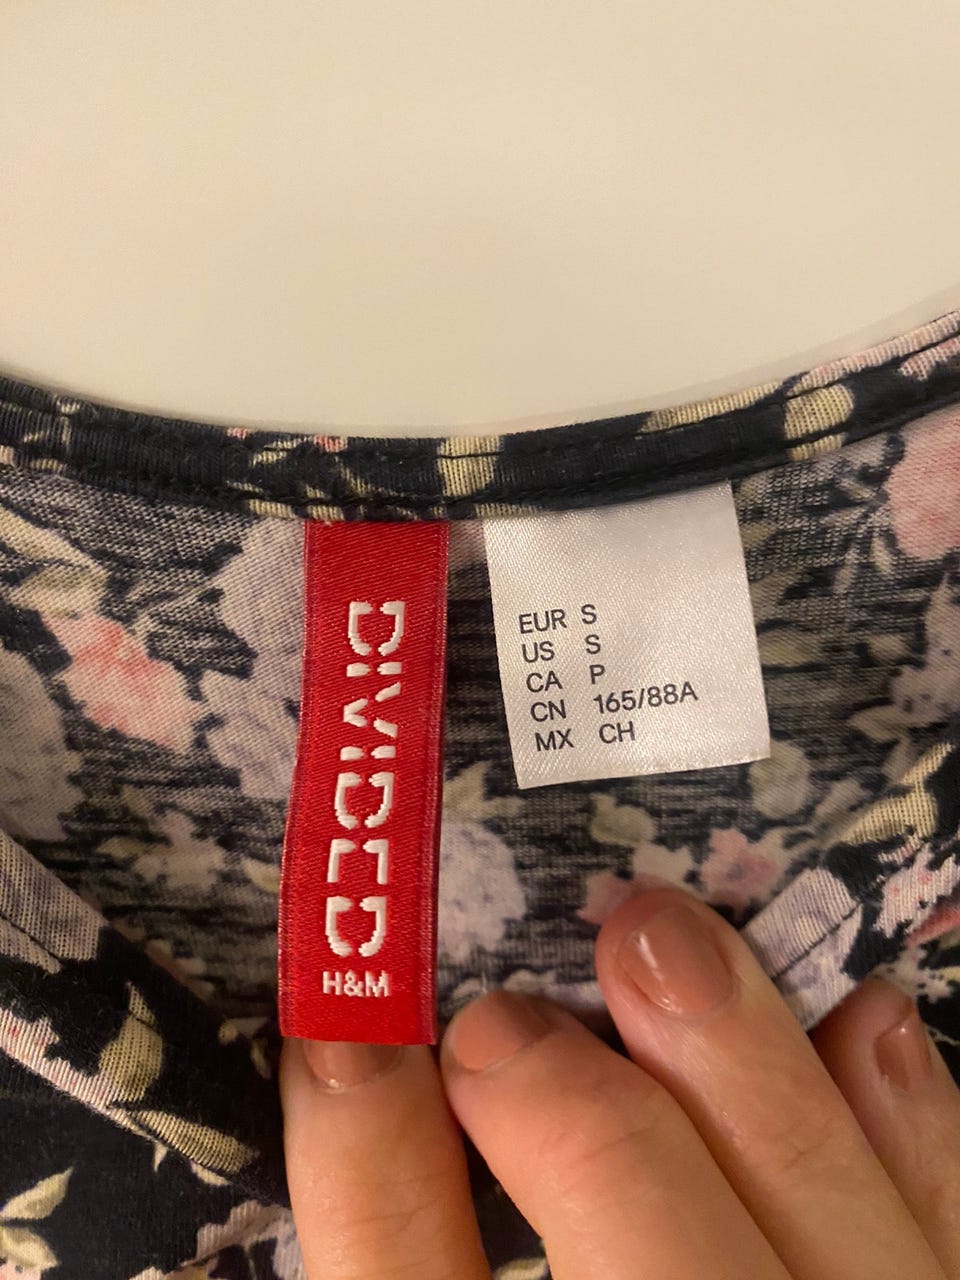 DIVIDED
H&M
EUR S
US S
CA P
CN 165/88A
MX CH